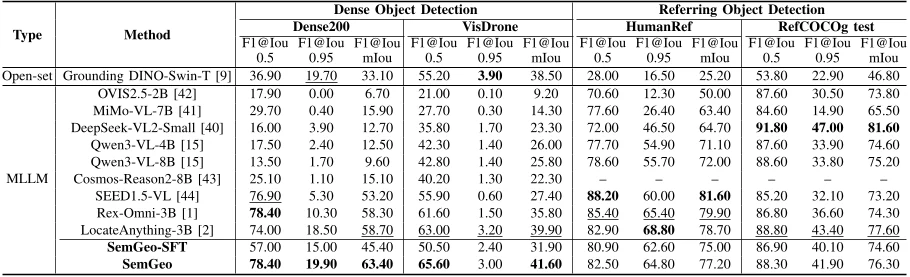 Type Method Dense Object Detection Referring Object Detection
Dense200 VisDrone HumanRef RefCOCOg test
F1@Iou F1@Iou F1@Iou F1@Iou F1@Iou F1@Iou F1@Iou F1@Iou F1@Iou F1@Iou F1@Iou F1@Iou
0.5 0.95 mIou 0.5 0.95 mIou 0.5 0.95 mIou 0.5 0.95 mIou
Open-set Grounding DINO-Swin-T [9] 36.90 19.70 33.10 55.20 3.90 38.50 28.00 16.50 25.20 53.80 22.90 46.80
MLLM OVIS2.5-2B [42] 17.90 0.00 6.70 21.00 0.10 9.20 70.60 12.30 50.00 87.60 30.50 73.80
MiMo-VL-7B [41] 29.70 0.40 15.90 27.70 0.30 14.30 77.60 26.40 63.40 84.60 14.90 65.50
DeepSeek-VL2-Small [40] 16.00 3.90 12.70 35.80 1.70 23.30 72.00 46.50 64.70 91.80 47.00 81.60
Qwen3-VL-4B [15] 17.50 2.40 12.50 42.30 1.40 26.00 77.70 54.90 71.10 87.60 33.90 74.60
Qwen3-VL-8B [15] 13.50 1.70 9.60 42.80 1.40 25.80 78.60 55.70 72.00 88.60 33.80 75.20
Cosmos-Reason2-8B [43] 25.10 1.10 15.10 40.20 1.30 22.30 – – – – – –
SEED1.5-VL [44] 76.90 5.30 53.20 55.90 0.60 27.40 88.20 60.00 81.60 85.20 32.10 73.20
Rex-Omni-3B [1] 78.40 10.30 58.30 61.60 1.50 35.80 85.40 65.40 79.90 86.80 36.60 74.30
LocateAnything-3B [2] 74.00 18.50 58.70 63.00 3.20 39.90 82.90 68.80 78.70 88.80 43.40 77.60
SemGeo-SFT 57.00 15.00 45.40 50.50 2.40 31.90 80.90 62.60 75.00 86.90 40.10 74.60
SemGeo 78.40 19.90 63.40 65.60 3.00 41.60 82.50 64.80 77.20 88.30 41.90 76.30